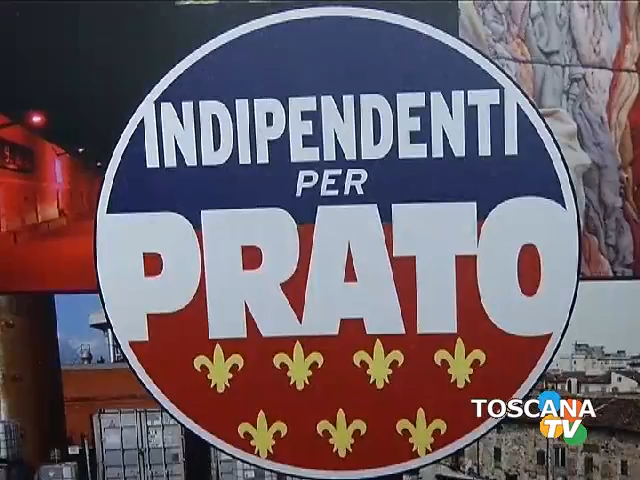 INDIPENDENTI
PER
PRATO
TOSCANA
TV